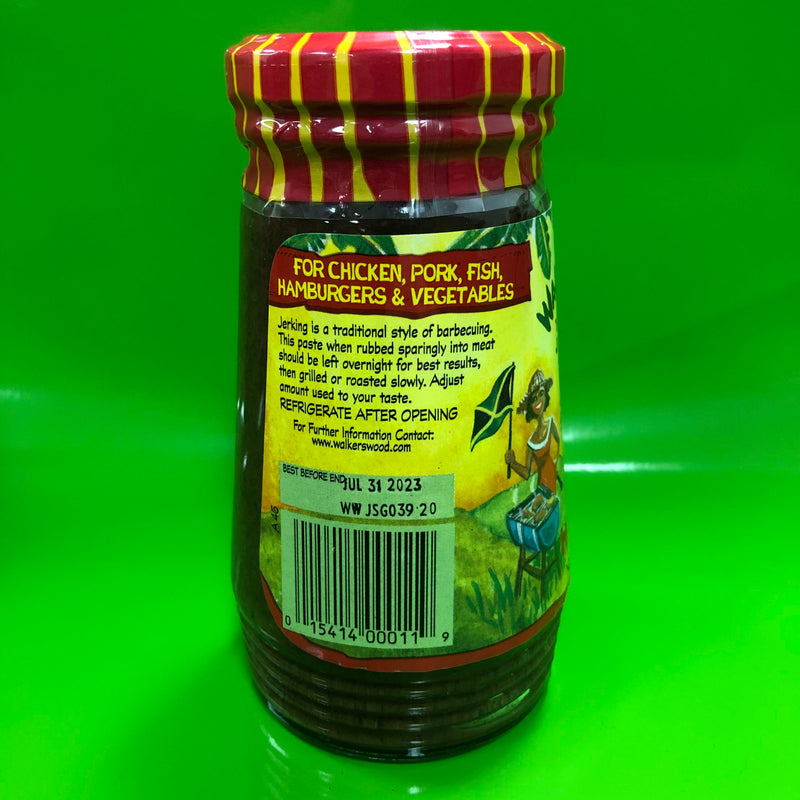 FOR CHICKEN, PORK, FISH,
HAMBURGERS & VEGETABLES
Jerking is a traditional style of barbecuing.
This paste when rubbed sparingly into meat
should be left overnight for best results,
then grilled or roasted slowly. Adjust
amount used to your taste.
REFRIGERATE AFTER OPENING
For Further Information Contact:
www.walkerswood.com
BEST BEFORE END
JUL 31 2023
WW JSG039 20
A 45
0 15414 00011 9